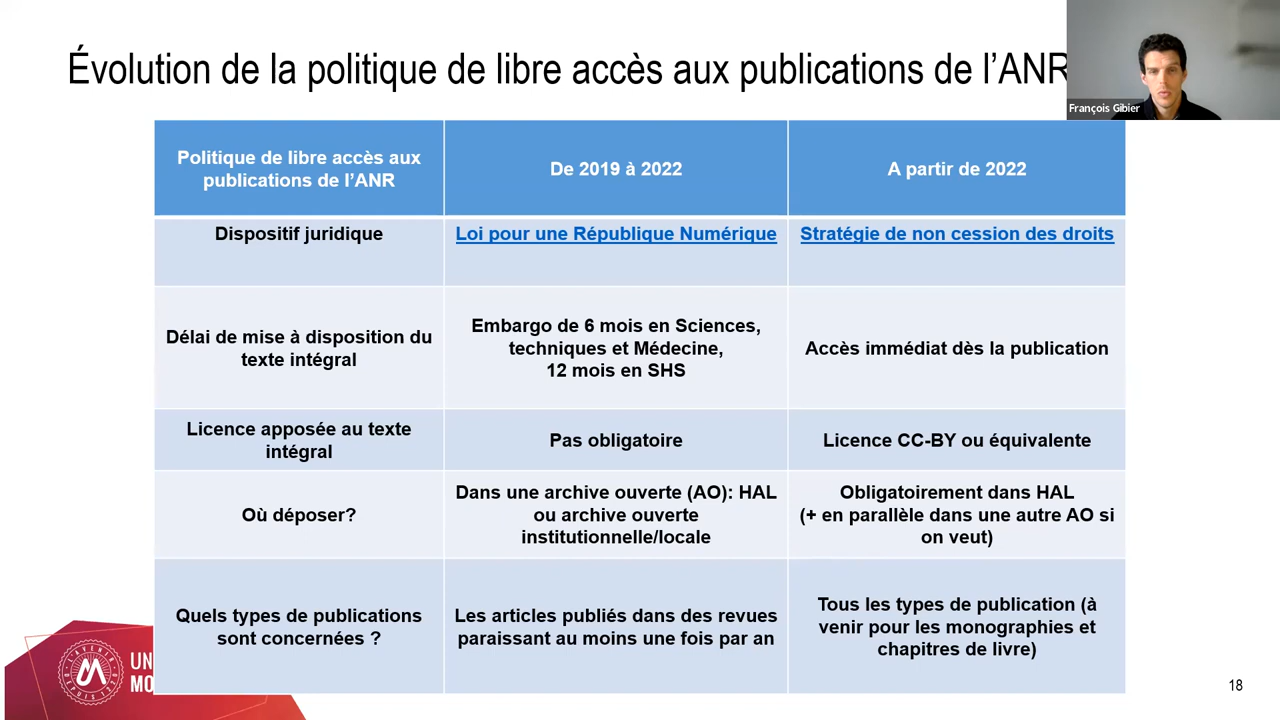 Évolution de la politique de libre accès aux publications de l'ANR
François Gibier
Politique de libre accès aux
publications de l'ANR
De 2019 à 2022
A partir de 2022
Dispositif juridique
Loi pour une République Numérique
Stratégie de non cession des droits
Délai de mise à disposition du
texte intégral
Embargo de 6 mois en Sciences,
techniques et Médecine,
12 mois en SHS
Accès immédiat dès la publication
Licence apposée au texte
intégral
Pas obligatoire
Licence CC-BY ou équivalente
Où déposer?
Dans une archive ouverte (AO): HAL
ou archive ouverte
institutionnelle/locale
Obligatoirement dans HAL
(+ en parallèle dans une autre AO si
on veut)
Quels types de publications
sont concernées ?
Les articles publiés dans des revues
paraissant au moins une fois par an
Tous les types de publication (à
venir pour les monographies et
chapitres de livre)
UN
MO
18